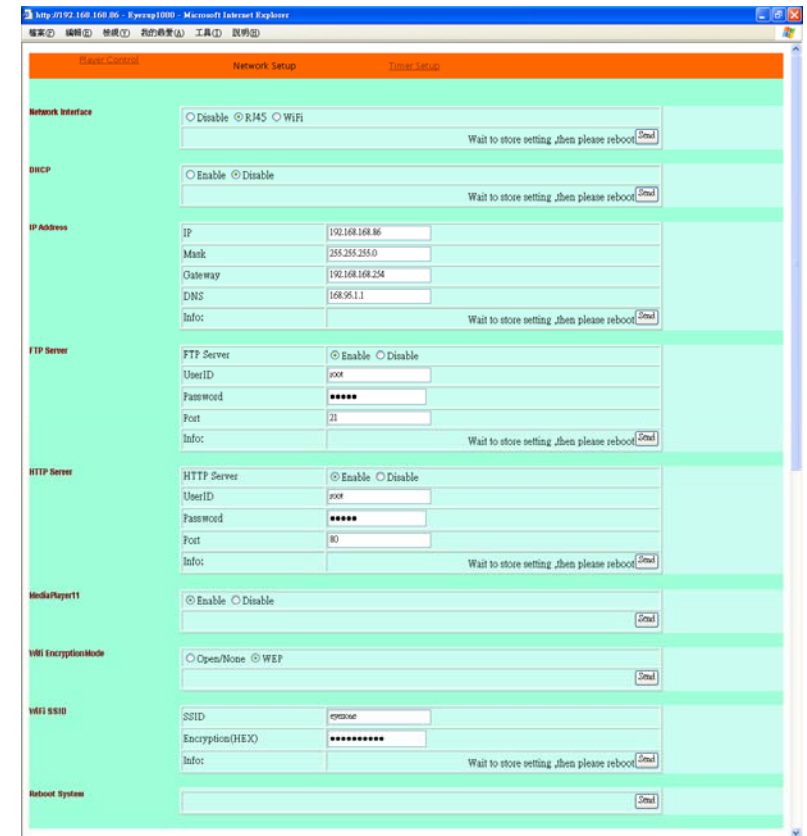 http://192.168.168.86 - Eyezup1000 - Microsoft Internet Explorer
檔案(F) 編輯(E) 檢視(V) 我的最愛(A) 工具(T) 說明(H)
Player Control Network Setup Timer Setup
Network Interface
Disable RJ45 WiFi
Wait to store setting ,then please reboot Send
DHCP
Enable Disable
Wait to store setting ,then please reboot Send
IP Address
IP 192.168.168.86
Mask 255.255.255.0
Gateway 192.168.168.254
DNS 168.95.1.1
Info: Wait to store setting ,then please reboot Send
FTP Server
FTP Server Enable Disable
UserID root
Password
Port 21
Info: Wait to store setting ,then please reboot Send
HTTP Server
HTTP Server Enable Disable
UserID root
Password
Port 80
Info: Wait to store setting ,then please reboot Send
MediaPlayer11
Enable Disable
Send
Wifi EncryptionMode
Open/None WEP
Send
WiFi SSID
SSID
Encryption(HEX)
Info: Wait to store setting ,then please reboot Send
Reboot System
Send